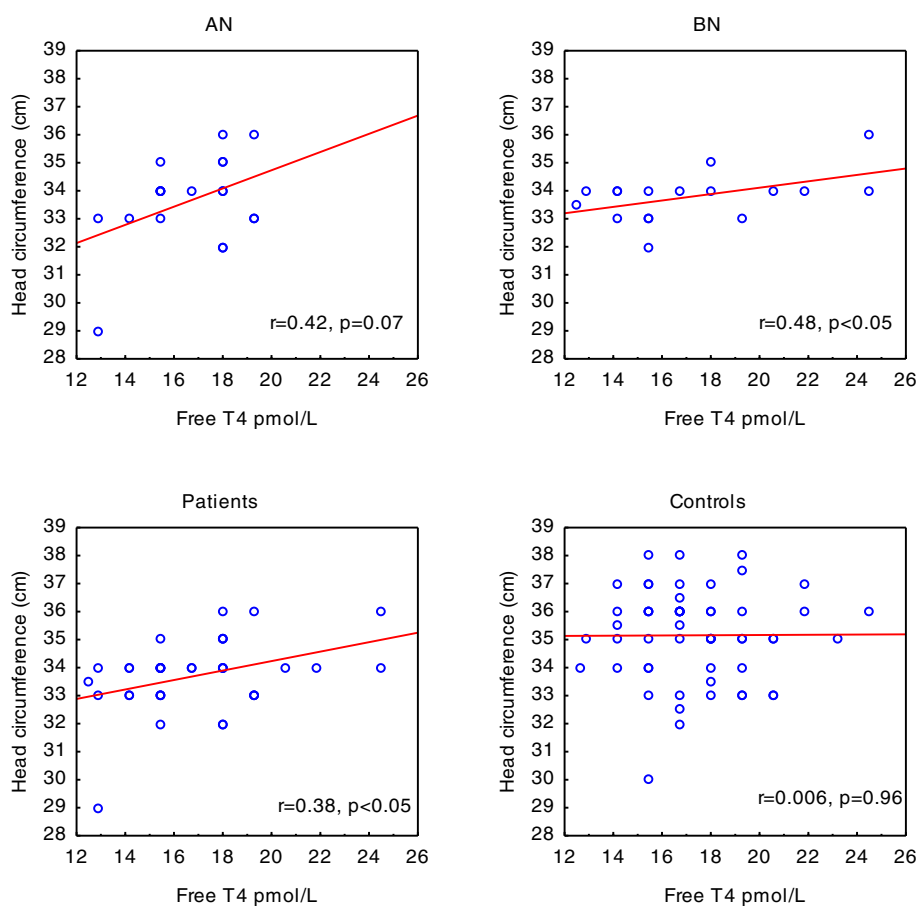 AN
39
38
37
36
35
34
33
32
31
30
29
28
Head circumference (cm)
r=0.42, p=0.07
12 14 16 18 20 22 24 26
Free T4 pmol/L
BN
39
38
37
36
35
34
33
32
31
30
29
28
Head circumference (cm)
r=0.48, p<0.05
12 14 16 18 20 22 24 26
Free T4 pmol/L
Patients
39
38
37
36
35
34
33
32
31
30
29
28
Head circumference (cm)
r=0.38, p<0.05
12 14 16 18 20 22 24 26
Free T4 pmol/L
Controls
39
38
37
36
35
34
33
32
31
30
29
28
Head circumference (cm)
r=0.006, p=0.96
12 14 16 18 20 22 24 26
Free T4 pmol/L